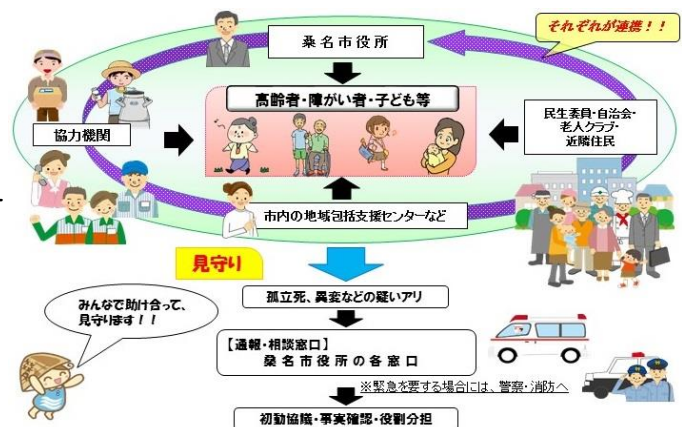 桑名市役所
それぞれが連携!!
高齢者・障がい者・子ども等
協力機関
民生委員・自治会・
老人クラブ・
近隣住民
市内の地域包括支援センターなど
見守り
孤立死、異変などの疑いアリ
みんなで助け合って、
見守ります!!
【通報・相談窓口】
桑名市役所の各窓口
※緊急を要する場合には、警察・消防へ
初動協議・事実確認・役割分担